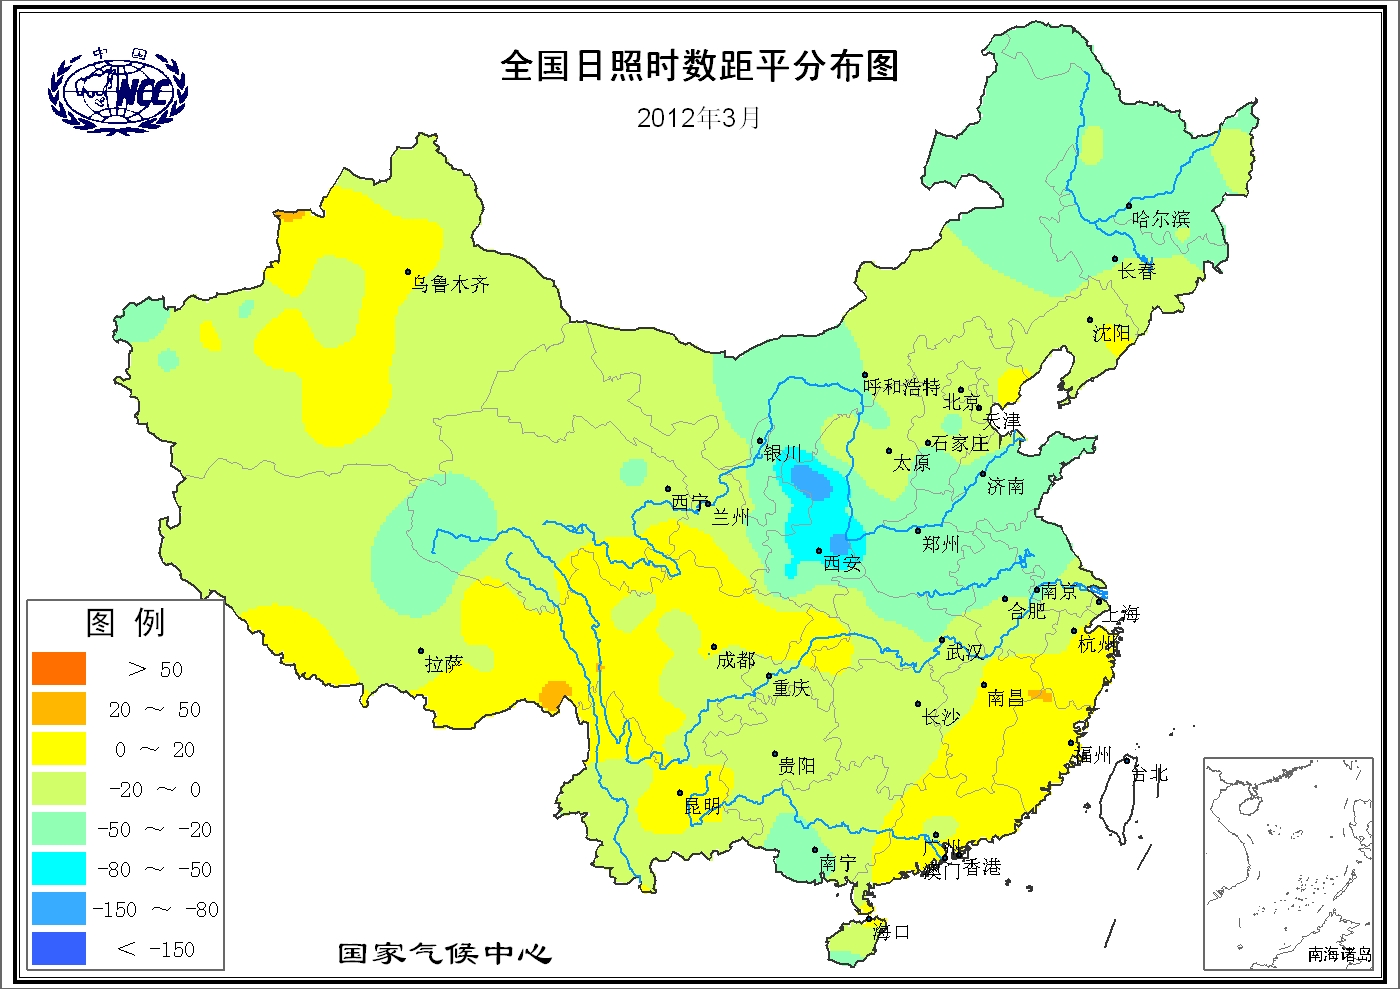 中国
NCC
全国日照时数距平分布图
2012年3月
哈尔滨
长春
乌鲁木齐
沈阳
呼和浩特
北京
天津
银川
石家庄
太原
济南
西宁
兰州
郑州
西安
南京
合肥
上海
杭州
武汉
拉萨
成都
重庆
南昌
长沙
福州
贵阳
台北
昆明
广州
南宁
澳门
香港
海口
图 例
> 50
20 ～ 50
0 ～ 20
-20 ～ 0
-50 ～ -20
-80 ～ -50
-150 ～ -80
< -150
国家气候中心
南海诸岛